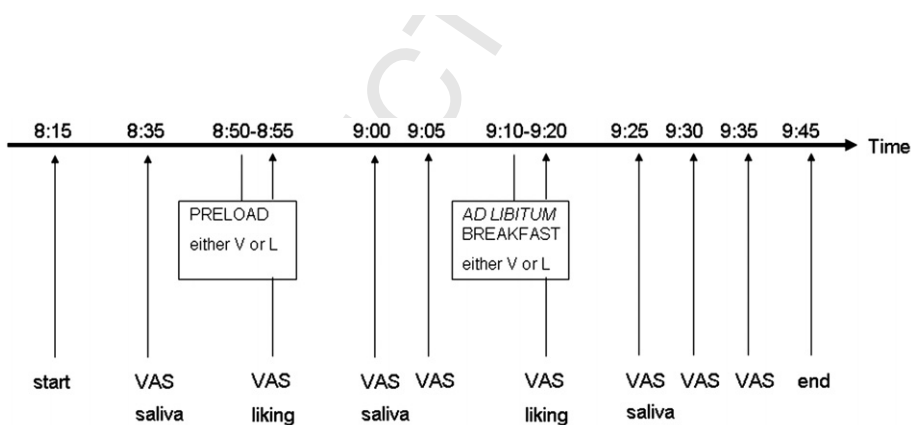 CT
8:15 8:35 8:50-8:55 9:00 9:05 9:10-9:20 9:25 9:30 9:35 9:45
Time
PRELOAD
either V or L
AD LIBITUM
BREAKFAST
either V or L
start VAS VAS VAS VAS VAS VAS VAS VAS end
saliva liking saliva liking saliva